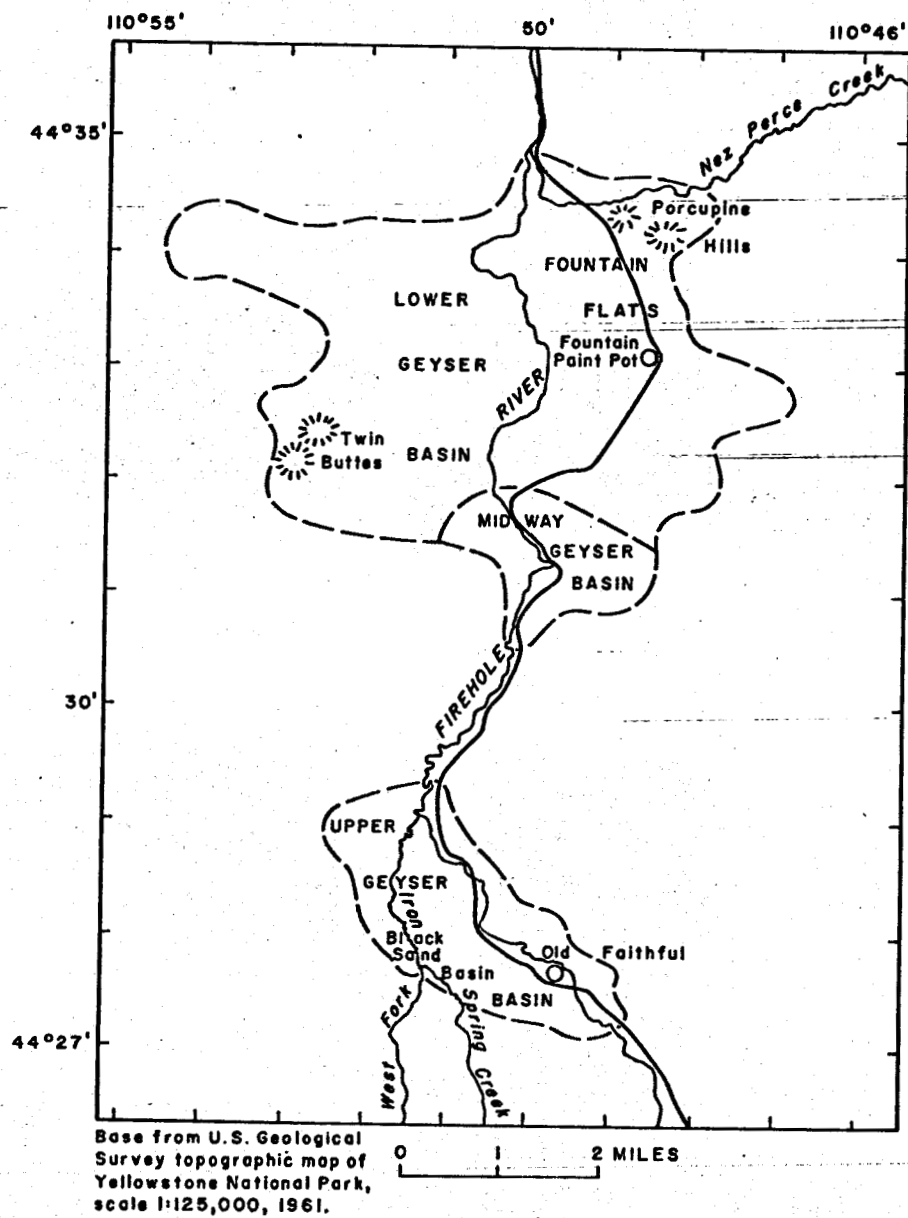 110°55' 50' 110°46'
44°35'
Nez Perce Creek
Porcupine
Hills
FOUNTAIN
LOWER
FLATS
Fountain
Paint Pot
GEYSER
RIVER
Twin
Buttes
BASIN
MIDWAY
GEYSER
BASIN
FIREHOLE
30'
UPPER
GEYSER
Iron
Black
Sand
Basin
Old Faithful
BASIN
Spring Creek
West Fork
44°27'
Base from U.S. Geological
Survey topographic map of
Yellowstone National Park,
scale 1:125,000, 1961.
0 1 2 MILES